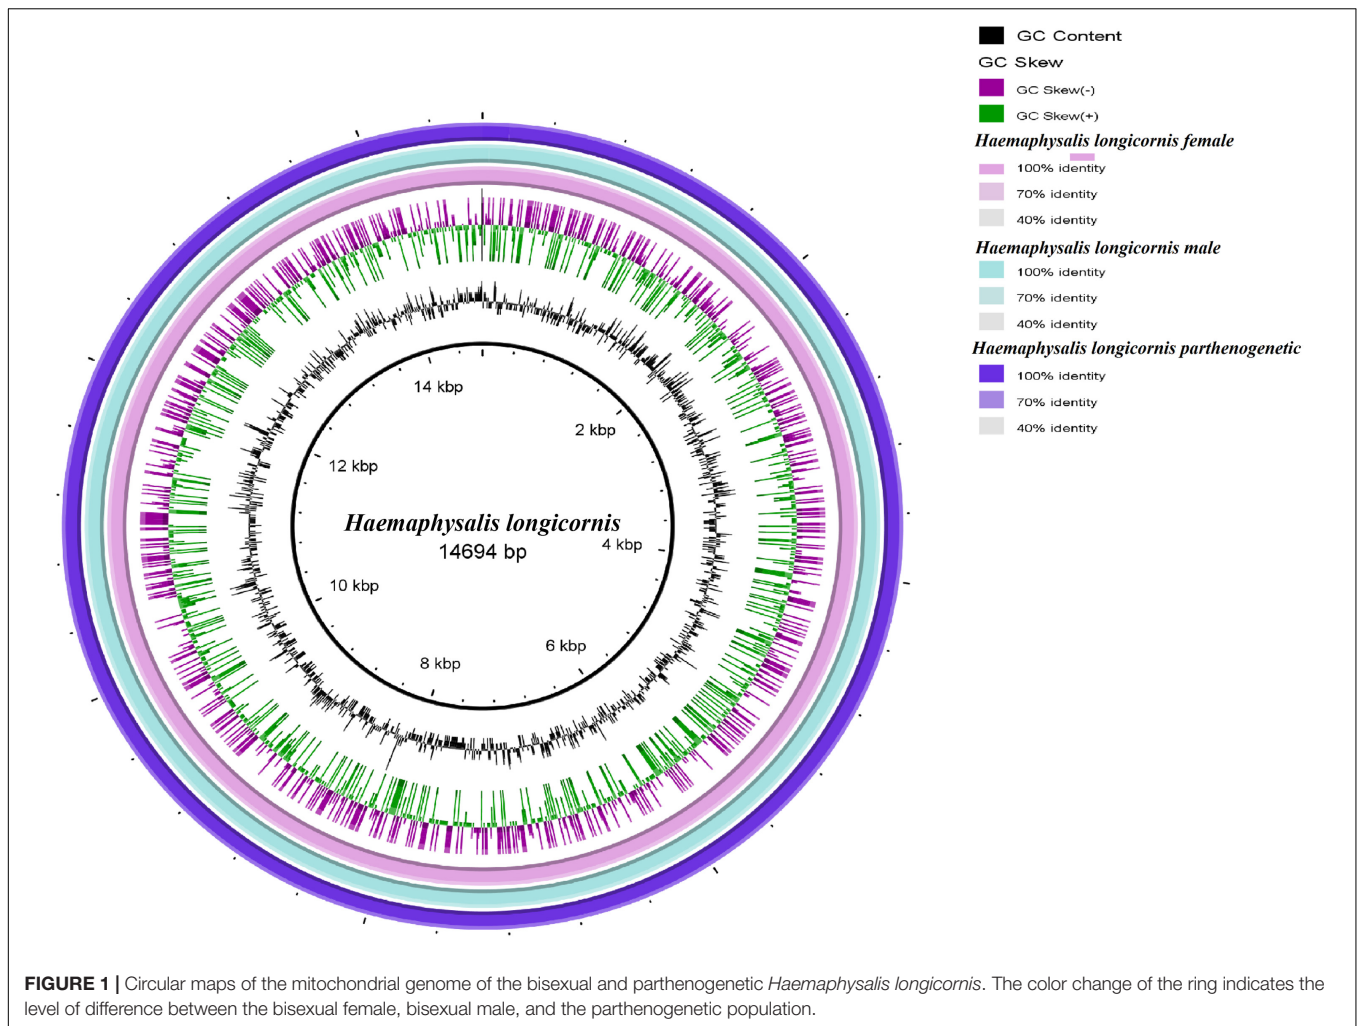 GC Content
GC Skew
GC Skew(-)
GC Skew(+)
Haemaphysalis longicornis female
100% identity
70% identity
40% identity
Haemaphysalis longicornis male
100% identity
70% identity
40% identity
Haemaphysalis longicornis parthenogenetic
100% identity
70% identity
40% identity
14 kbp
2 kbp
12 kbp
Haemaphysalis longicornis
14694 bp
4 kbp
10 kbp
6 kbp
8 kbp
FIGURE 1 | Circular maps of the mitochondrial genome of the bisexual and parthenogenetic Haemaphysalis longicornis. The color change of the ring indicates the
level of difference between the bisexual female, bisexual male, and the parthenogenetic population.